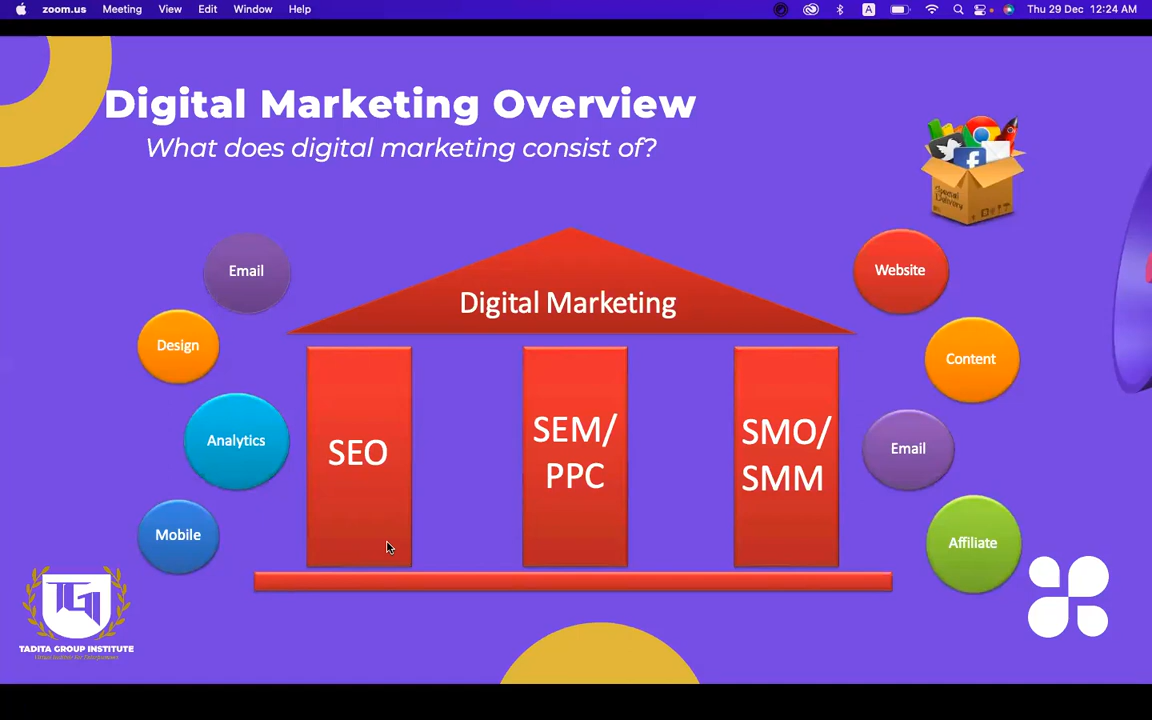 zoom.us Meeting View Edit Window Help A Thu 29 Dec 12:24 AM
Digital Marketing Overview
What does digital marketing consist of?
Special
Delivery
Email
Website
Digital Marketing
Design
Content
Analytics
SEO
SEM/
PPC
SMO/
SMM
Email
Mobile
Affiliate
TADITA GROUP INSTITUTE